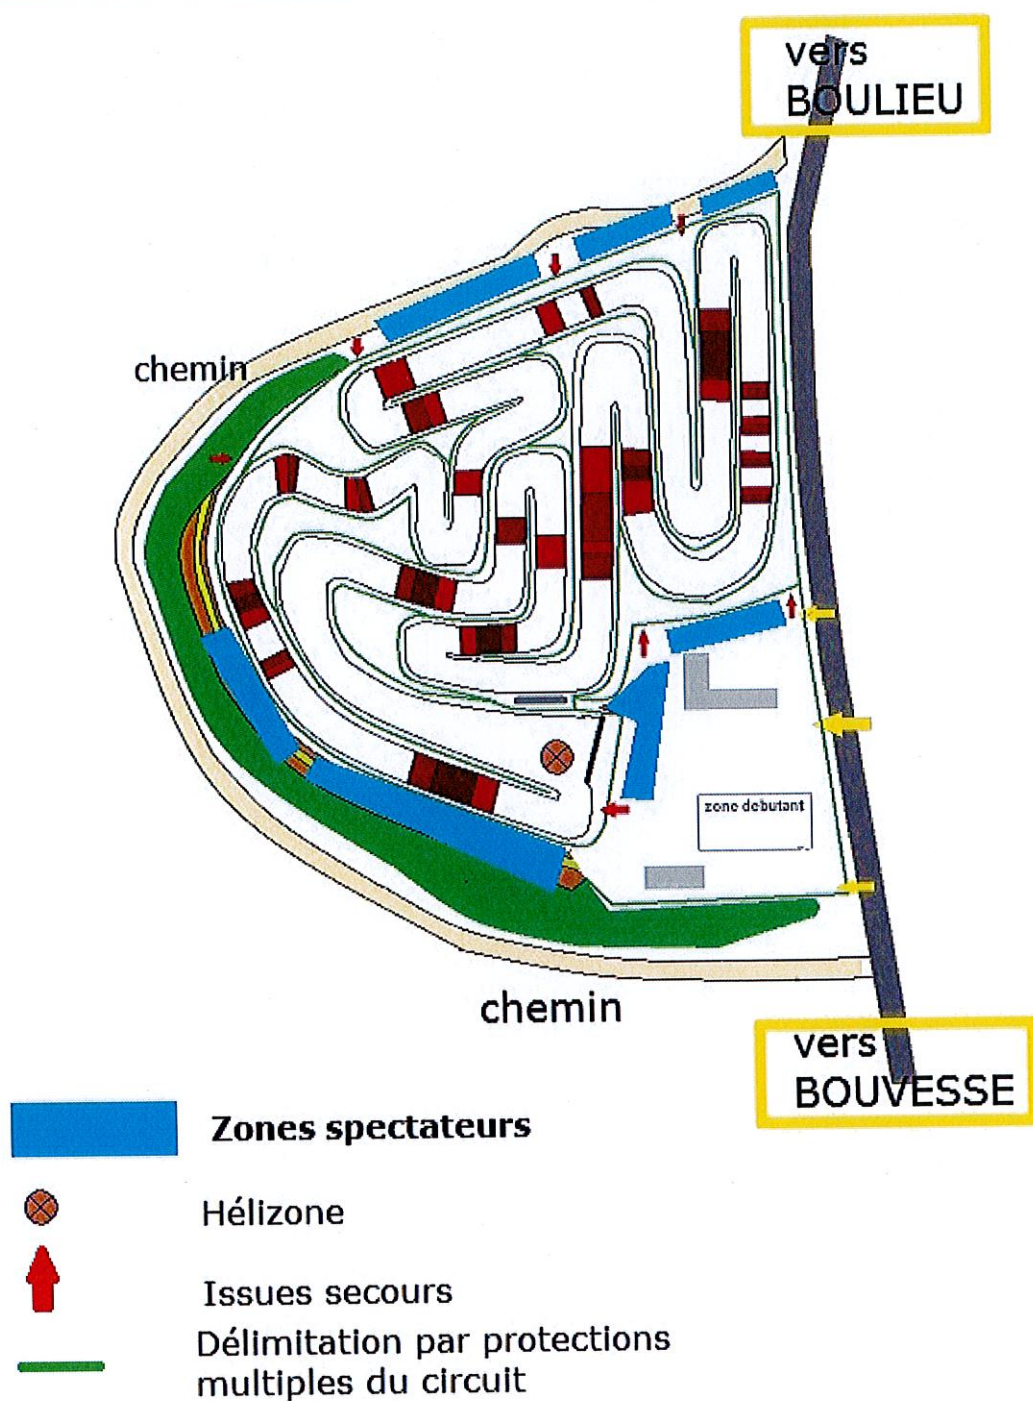 vers
BOULIEU
chemin
zone debutant
chemin
vers
BOUVESSE
Zones spectateurs
Hélizone
Issues secours
Délimitation par protections
multiples du circuit